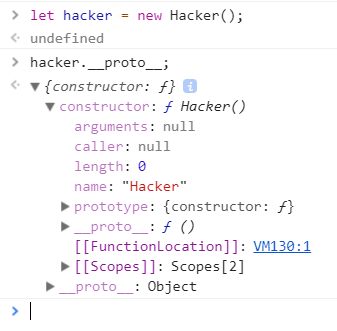 let hacker = new Hacker();
undefined
hacker.__proto__;
{constructor: ƒ} i
constructor: ƒ Hacker()
arguments: null
caller: null
length: 0
name: "Hacker"
prototype: {constructor: ƒ}
__proto__: ƒ ()
[[FunctionLocation]]: VM130:1
[[Scopes]]: Scopes[2]
__proto__: Object